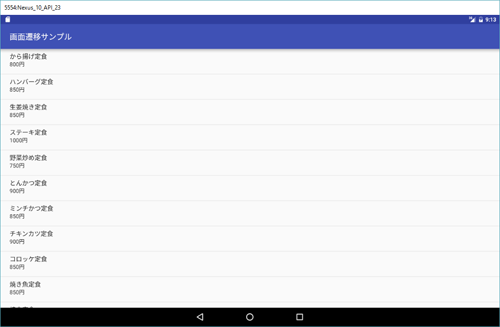 5554:Nexus_10_API_23
9:13
画面遷移サンプル
から揚げ定食
800円
ハンバーグ定食
850円
生姜焼き定食
850円
ステーキ定食
1000円
野菜炒め定食
750円
とんかつ定食
900円
ミンチかつ定食
850円
チキンカツ定食
900円
コロッケ定食
850円
焼き魚定食
850円